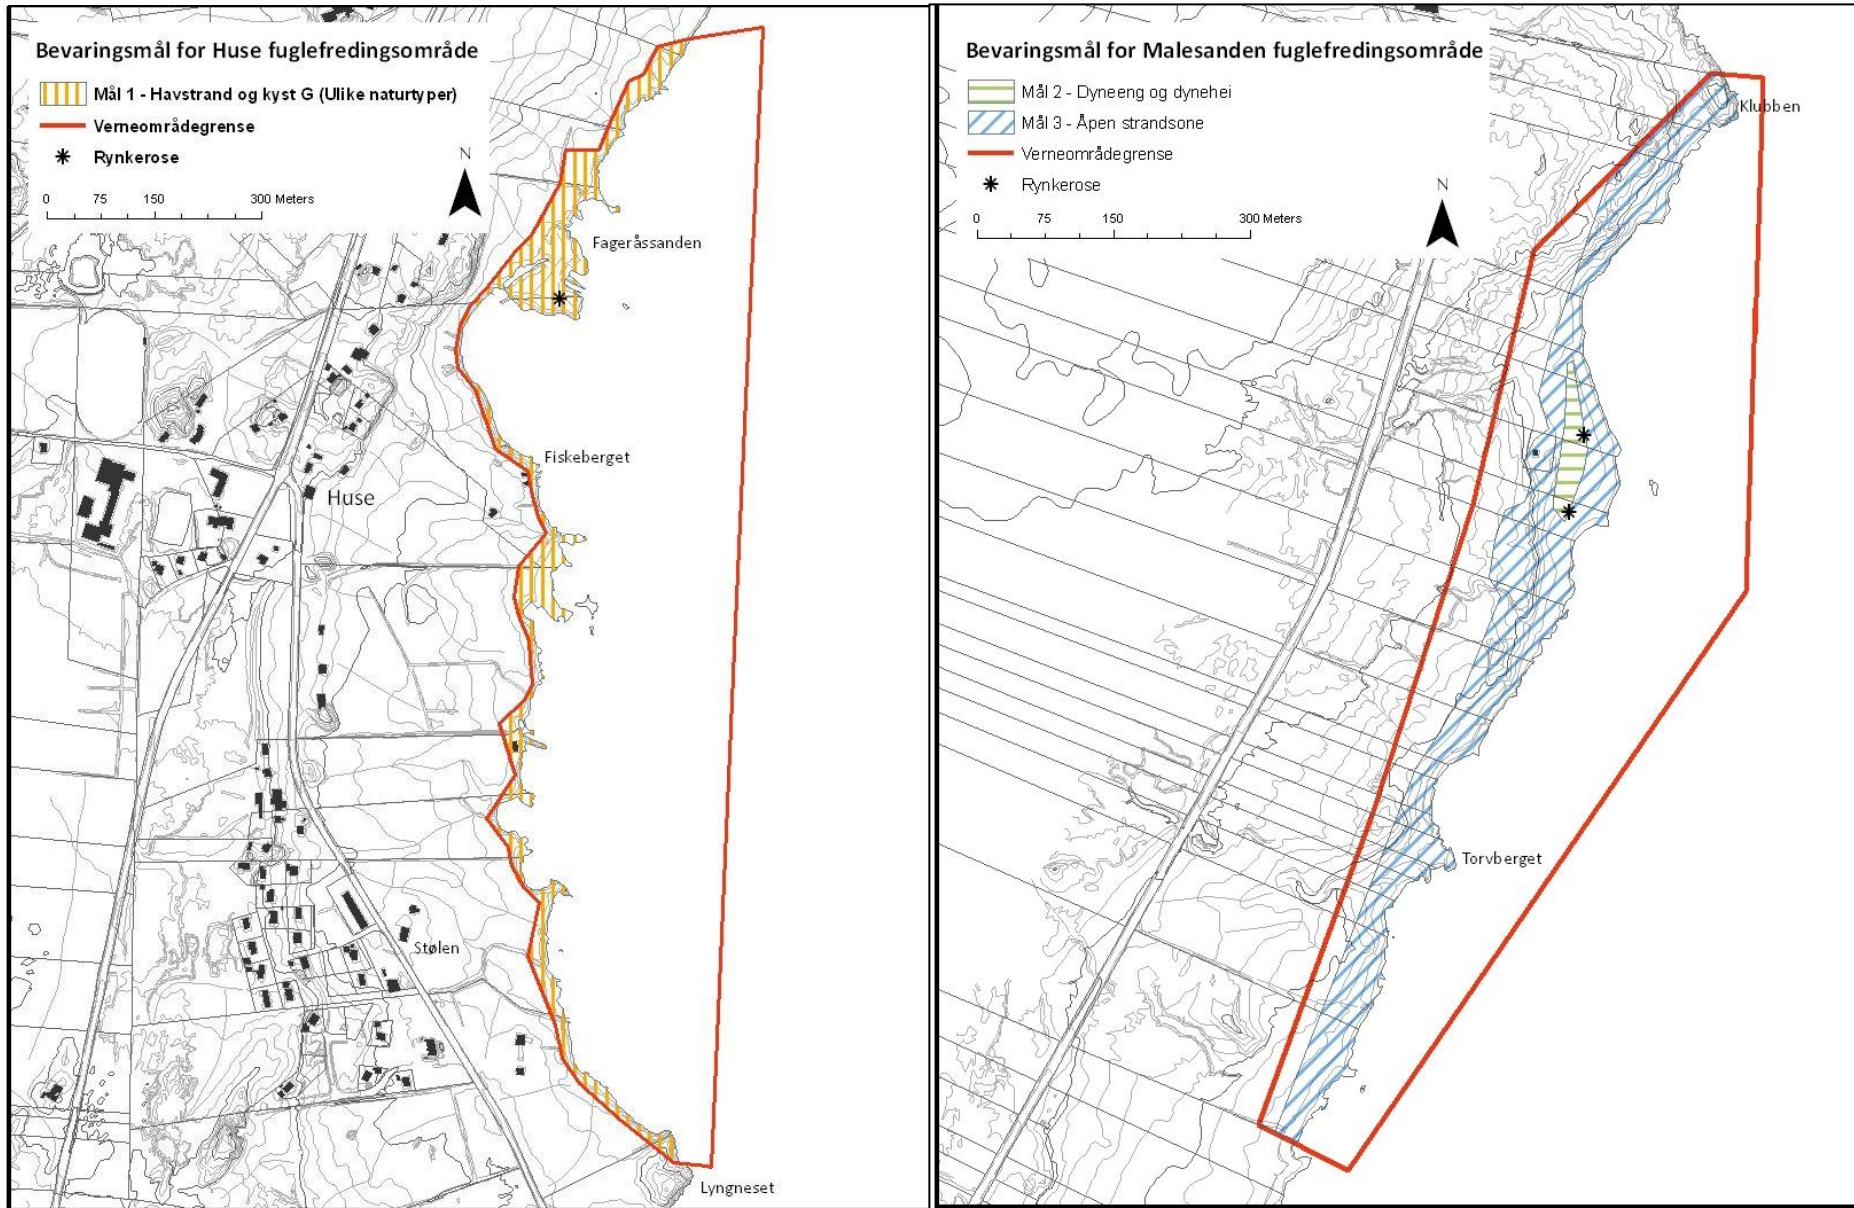 Bevaringsmål for Huse fuglefredingsområde
Mål 1 - Havstrand og kyst G (Ulike naturtyper)
Verneområdegrense
Rynkerose
N
0 75 150 300 Meters
Fageråssanden
Fiskeberget
Huse
Stølen
Lyngneset
Bevaringsmål for Malesanden fuglefredingsområde
Mål 2 - Dyneeng og dynehei
Mål 3 - Åpen strandsone
Verneområdegrense
Rynkerose
N
0 75 150 300 Meters
Klubben
Torvberget